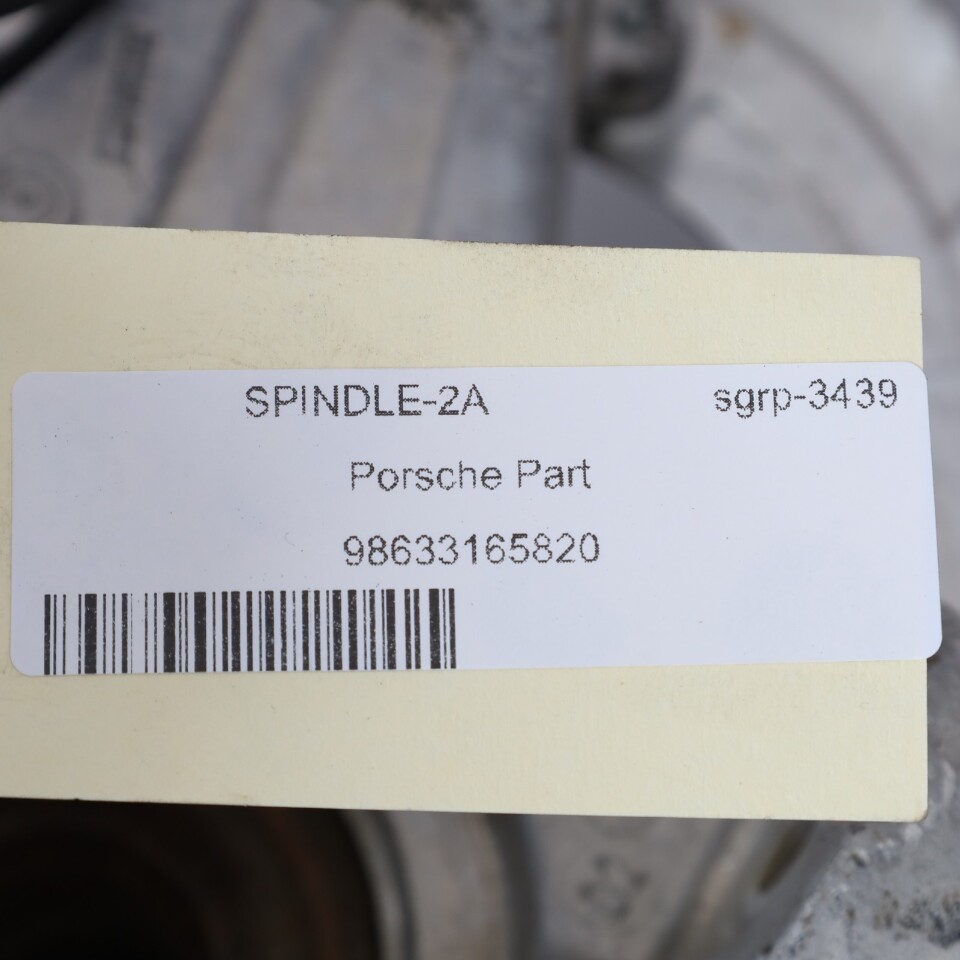 SPINDLE-2A sgrp-3439
Porsche Part
98633165820